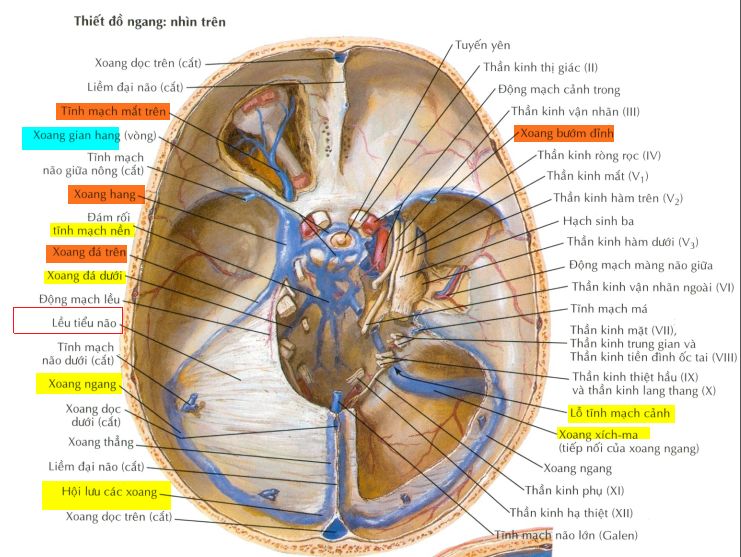 Thiết đồ ngang: nhìn trên
Xoang dọc trên (cắt)
Liềm đại não (cắt)
Tĩnh mạch mắt trên
Xoang gian hang (vòng)
Tĩnh mạch
não giữa nông (cắt)
Xoang hang
Đám rối
tĩnh mạch nền
Xoang đá trên
Xoang đá dưới
Động mạch lều
Lều tiểu não
Tĩnh mạch
não dưới (cắt)
Xoang ngang
Xoang dọc
dưới (cắt)
Xoang thẳng
Liềm đại não (cắt)
Hội lưu các xoang
Xoang dọc trên (cắt)
Tuyến yên
Thần kinh thị giác (II)
Động mạch cảnh trong
Thần kinh vận nhãn (III)
Xoang bướm đỉnh
Thần kinh ròng rọc (IV)
Thần kinh mắt (V₁)
Thần kinh hàm trên (V₂)
Hạch sinh ba
Thần kinh hàm dưới (V₃)
Động mạch màng não giữa
Thần kinh vận nhãn ngoài (VI)
Tĩnh mạch má
Thần kinh mặt (VII),
Thần kinh trung gian và
Thần kinh tiền đình ốc tai (VIII)
Thần kinh thiệt hầu (IX)
và thần kinh lang thang (X)
Lỗ tĩnh mạch cảnh
Xoang xích-ma
(tiếp nối của xoang ngang)
Xoang ngang
Thần kinh phụ (XI)
Thần kinh hạ thiệt (XII)
Tĩnh mạch não lớn (Galen)